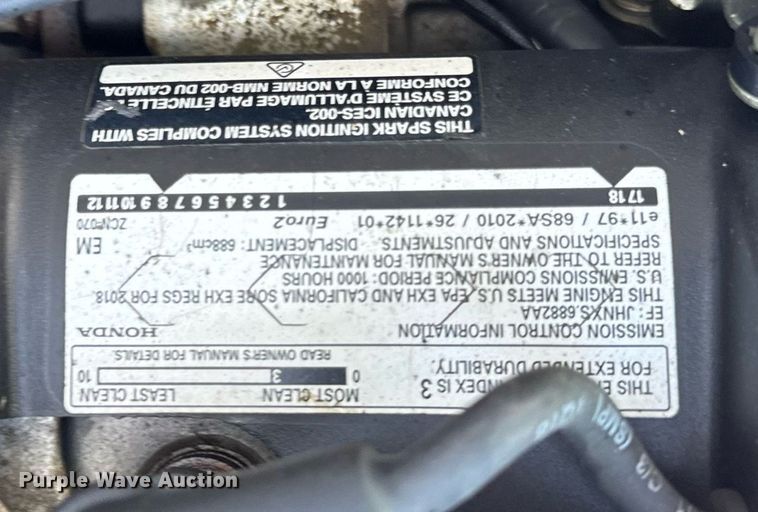 THIS INDEX IS 3
FOR EXTENDED DURABILITY.
MOST CLEAN LEAST CLEAN
0 3 10
READ OWNER'S MANUAL FOR DETAILS.
EMISSION CONTROL INFORMATION HONDA
EF: JHNXS.6882AA
THIS ENGINE MEETS U.S. EPA EXH AND CALIFORNIA SORE EXH REGS FOR 2018.
U.S. EMISSIONS COMPLIANCE PERIOD: 1000 HOURS
REFER TO THE OWNER'S MANUAL FOR MAINTENANCE
SPECIFICATIONS AND ADJUSTMENTS. DISPLACEMENT: 688cm³ EM
e11*97 / 68SA*2010 / 26*1142*01 Euro2
17 18 1 2 3 4 5 6 7 8 9 10 11 12
THIS SPARK IGNITION SYSTEM COMPLIES WITH
CANADIAN ICES-002.
CE SYSTÈME D'ALLUMAGE PAR ÉTINCELLE
CONFORME À LA NORME NMB-002 DU CANADA.
Purple Wave Auction